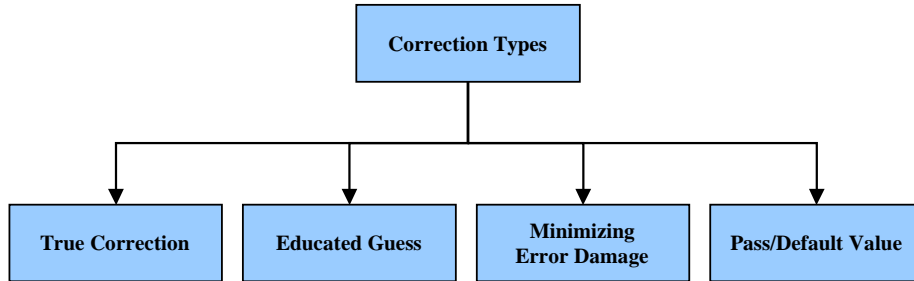 Correction Types
True Correction
Educated Guess
Minimizing
Error Damage
Pass/Default Value